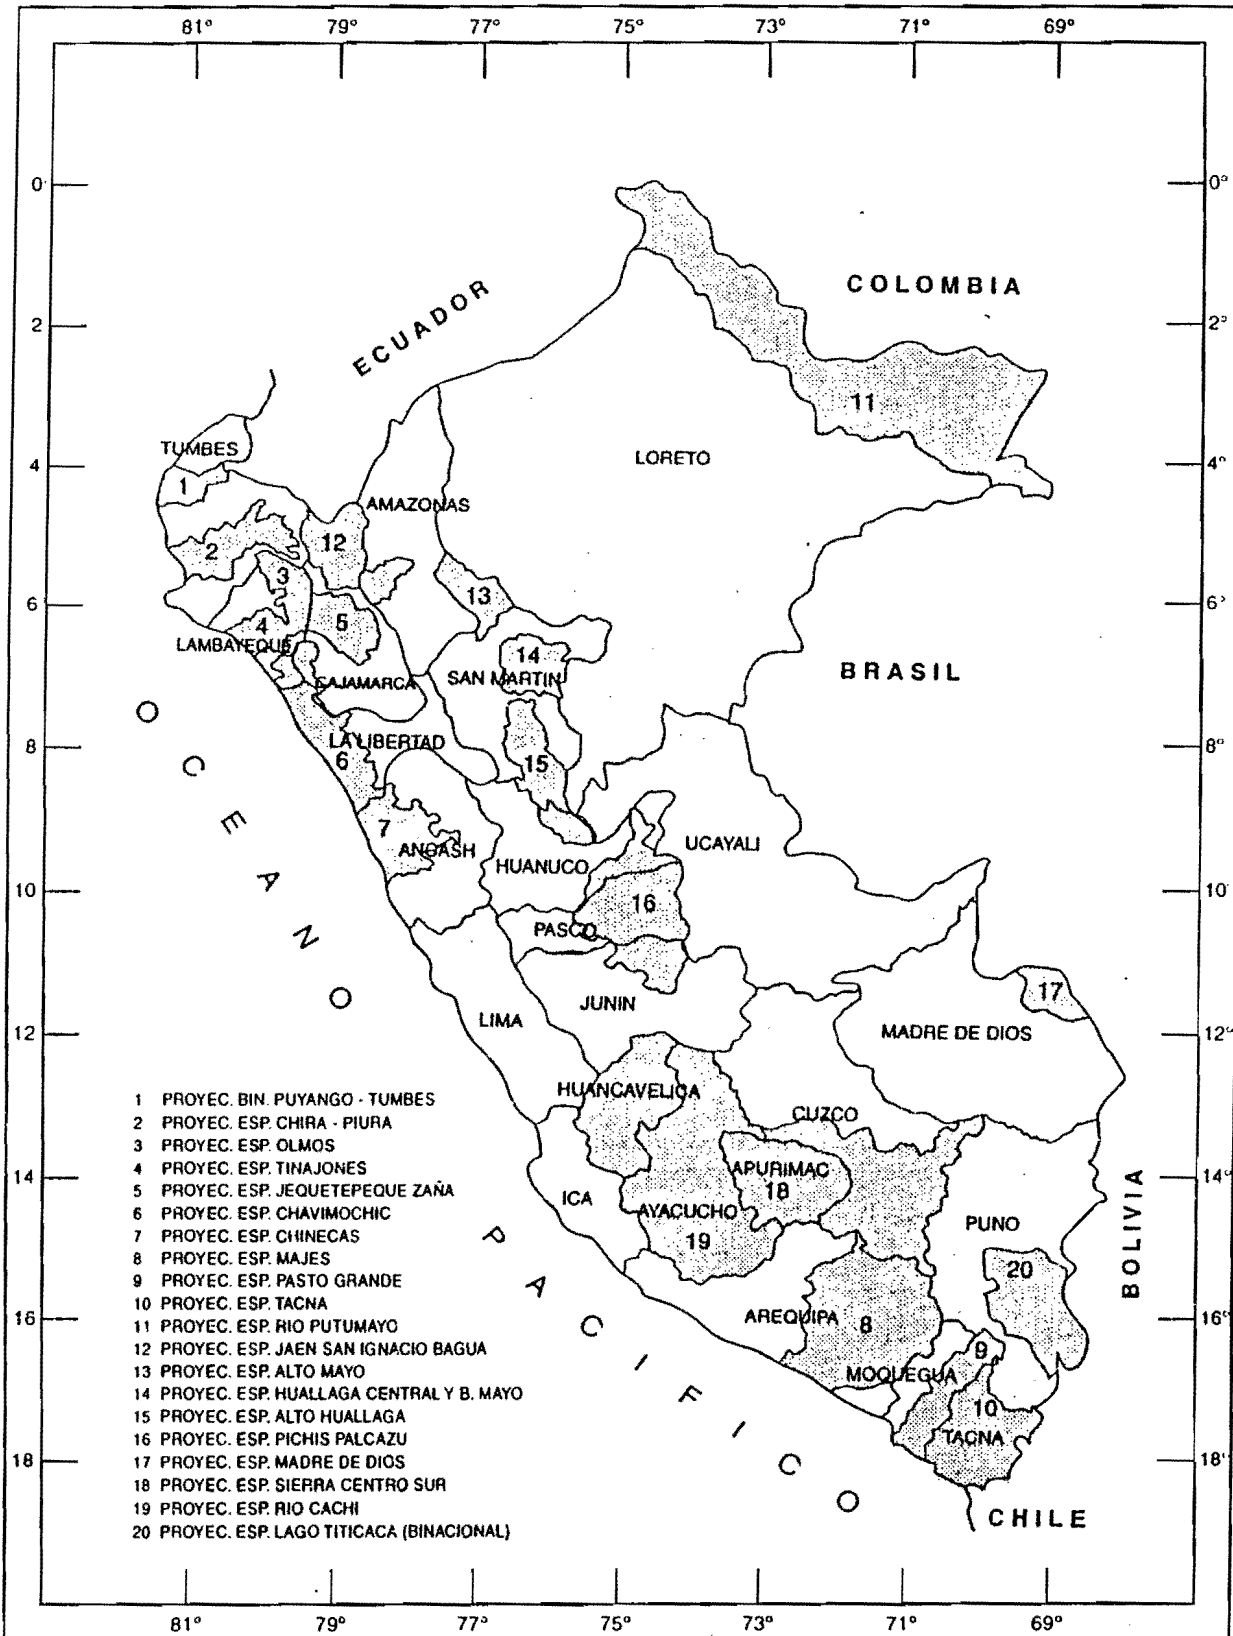 81° 79° 77° 75° 73° 71° 69°
0° 0°
COLOMBIA
ECUADOR
2 2°
11
TUMBES
LORETO
4 4°
1
AMAZONAS
2
12
3
13
6 6°
4
5
LAMBAYEQUE
14
BRASIL
CAJAMARCA
SAN MARTIN
LA LIBERTAD
8 8°
6
15
7
ANCASH
UCAYALI
HUANUCO
10 10°
16
PASCO
17
JUNIN
LIMA
MADRE DE DIOS
12 12°
HUANCAVELICA
CUZCO
APURIMAC
14 14°
18
ICA
AYACUCHO
PUNO
19
BOLIVIA
20
AREQUIPA
16 16°
8
9
MOQUEGUA
10
TACNA
18 18°
CHILE
OCEANO PACIFICO
1 PROYEC. BIN. PUYANGO - TUMBES
2 PROYEC. ESP. CHIRA - PIURA
3 PROYEC. ESP. OLMOS
4 PROYEC. ESP. TINAJONES
5 PROYEC. ESP. JEQUETEPEQUE ZAÑA
6 PROYEC. ESP. CHAVIMOCHIC
7 PROYEC. ESP. CHINECAS
8 PROYEC. ESP. MAJES
9 PROYEC. ESP. PASTO GRANDE
10 PROYEC. ESP. TACNA
11 PROYEC. ESP. RIO PUTUMAYO
12 PROYEC. ESP. JAEN SAN IGNACIO BAGUA
13 PROYEC. ESP. ALTO MAYO
14 PROYEC. ESP. HUALLAGA CENTRAL Y B. MAYO
15 PROYEC. ESP. ALTO HUALLAGA
16 PROYEC. ESP. PICHIS PALCAZU
17 PROYEC. ESP. MADRE DE DIOS
18 PROYEC. ESP. SIERRA CENTRO SUR
19 PROYEC. ESP. RIO CACHI
20 PROYEC. ESP. LAGO TITICACA (BINACIONAL)
81° 79° 77° 75° 73° 71° 69°